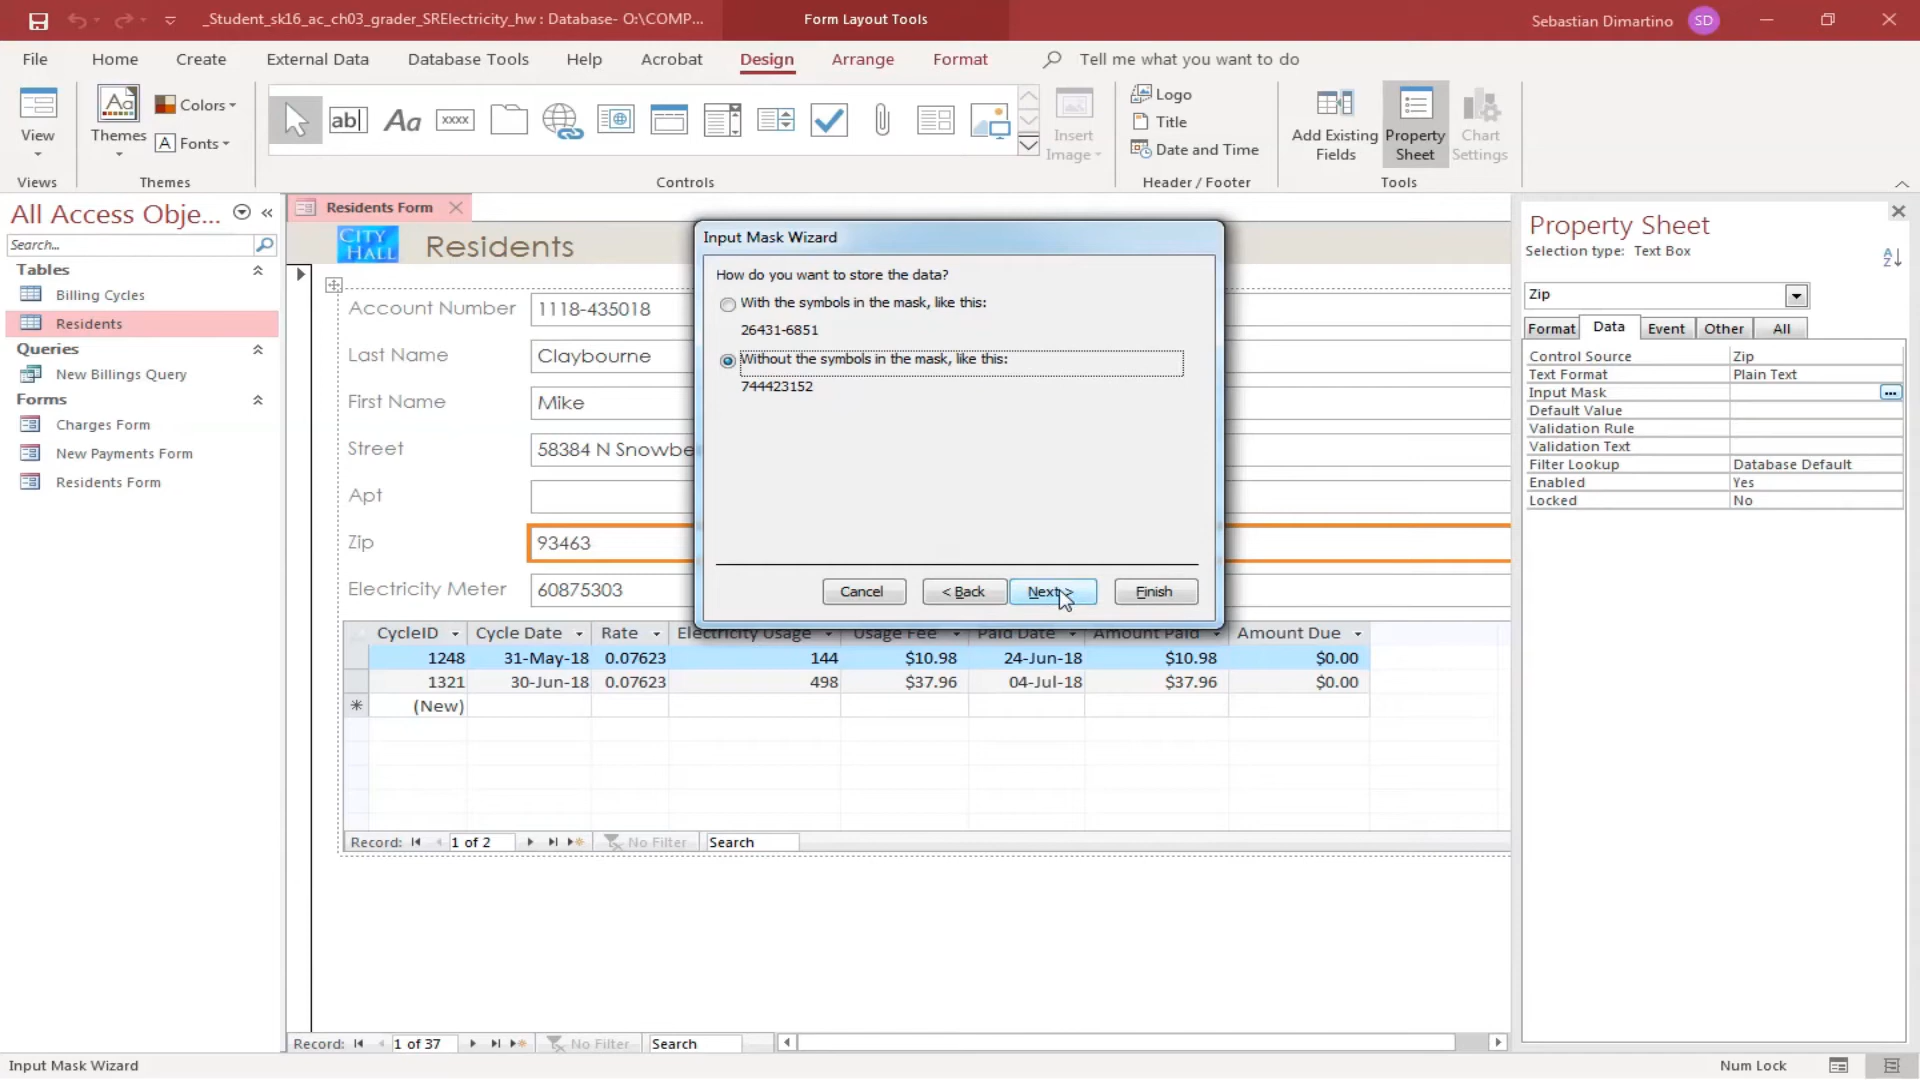 _Student_sk16_ac_ch03_grader_SRElectricity_hw : Database- O:\COMP...
Form Layout Tools
Sebastian Dimartino
SD
File
Home
Create
External Data
Database Tools
Help
Acrobat
Design
Arrange
Format
Tell me what you want to do
View
Views
Aa
Themes
Colors
A Fonts
Themes
ab|
Aa
xxxx
Insert Image
Controls
Logo
Title
Date and Time
Header / Footer
Add Existing Fields
Property Sheet
Chart Settings
Tools
All Access Obje...
Search...
Tables
Billing Cycles
Residents
Queries
New Billings Query
Forms
Charges Form
New Payments Form
Residents Form
Residents Form
CITY HALL
Residents
Account Number 1118-435018
Last Name Claybourne
First Name Mike
Street 58384 N Snowbe
Apt
Zip 93463
Electricity Meter 60875303
Input Mask Wizard
How do you want to store the data?
With the symbols in the mask, like this:
26431-6851
Without the symbols in the mask, like this:
744423152
Cancel
< Back
Next >
Finish
CycleID Cycle Date Rate Electricity Usage Usage Fee Paid Date Amount Paid Amount Due
1248 31-May-18 0.07623 144 $10.98 24-Jun-18 $10.98 $0.00
1321 30-Jun-18 0.07623 498 $37.96 04-Jul-18 $37.96 $0.00
(New)
Record: 1 of 2 No Filter Search
Record: 1 of 37 No Filter Search
Property Sheet
Selection type: Text Box
Zip
Format
Data
Event
Other
All
Control Source Zip
Text Format Plain Text
Input Mask ...
Default Value
Validation Rule
Validation Text
Filter Lookup Database Default
Enabled Yes
Locked No
Input Mask Wizard
Num Lock